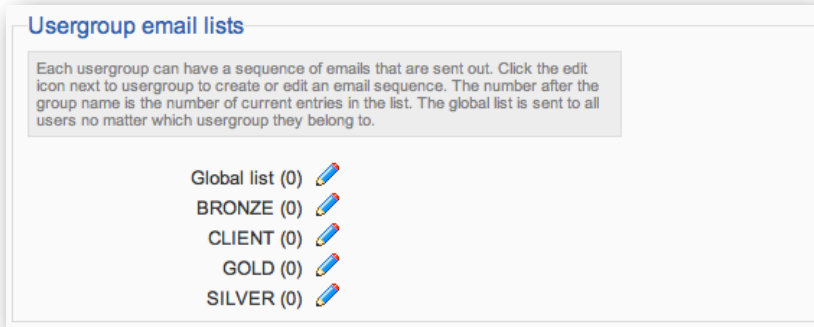 Usergroup email lists
Each usergroup can have a sequence of emails that are sent out. Click the edit
icon next to usergroup to create or edit an email sequence. The number after the
group name is the number of current entries in the list. The global list is sent to all
users no matter which usergroup they belong to.
Global list (0)
BRONZE (0)
CLIENT (0)
GOLD (0)
SILVER (0)